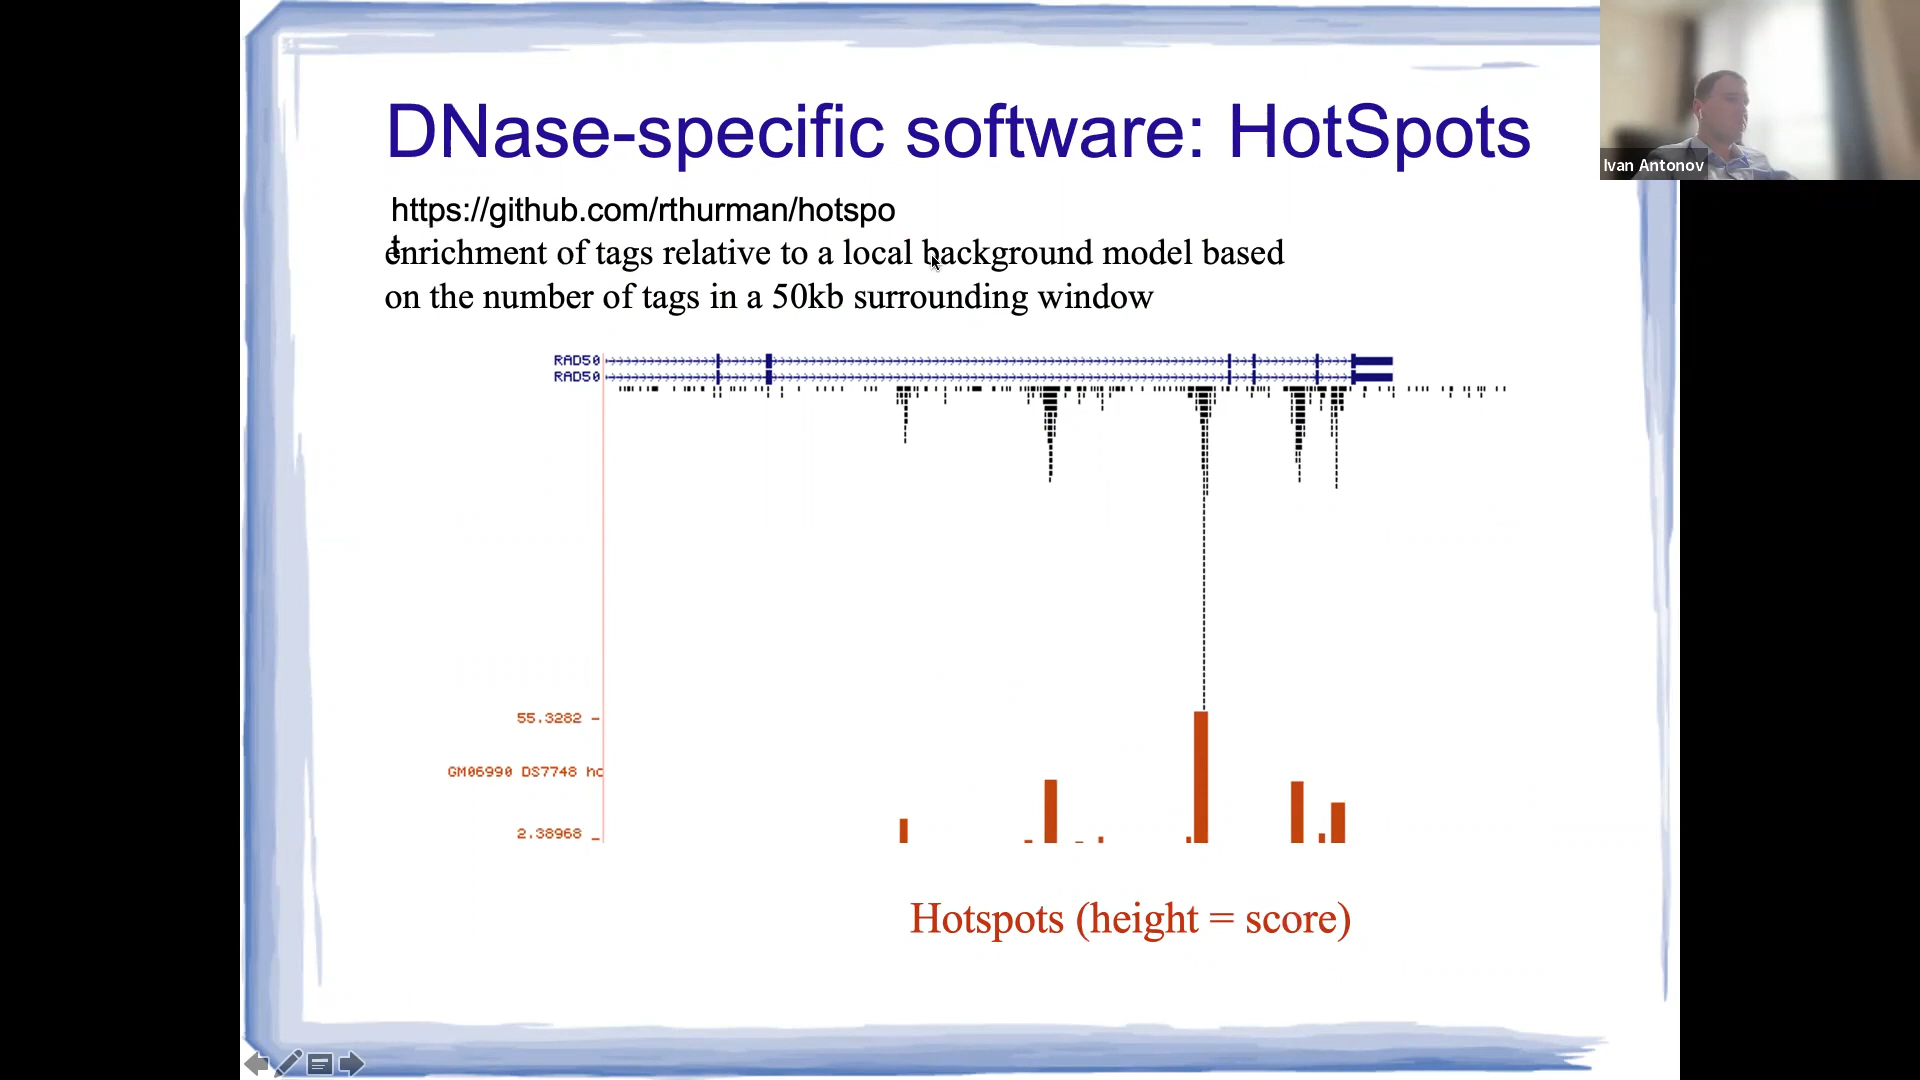 DNase-specific software: HotSpots
Ivan Antonov
https://github.com/rthurman/hotspo
t
enrichment of tags relative to a local background model based
on the number of tags in a 50kb surrounding window
RAD50
RAD50
55.3282
GM06990 DS7748 ho
2.38968
Hotspots (height = score)